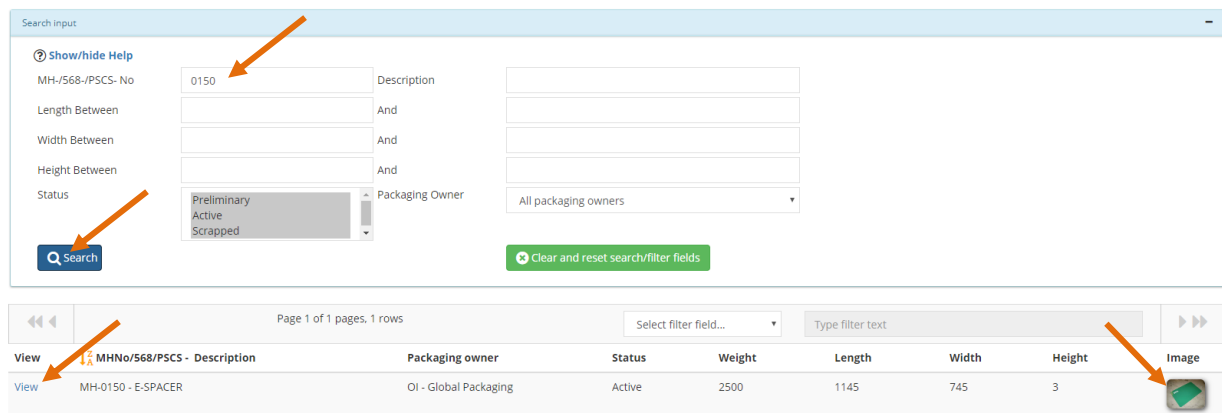 Search input
Show/hide Help
MH-/568-/PSCS- No 0150 Description
Length Between And
Width Between And
Height Between And
Status Preliminary Packaging Owner All packaging owners
Active
Scrapped
Search Clear and reset search/filter fields
Page 1 of 1 pages, 1 rows Select filter field... Type filter text
View MHNo/568/PSCS - Description Packaging owner Status Weight Length Width Height Image
View MH-0150 - E-SPACER OI - Global Packaging Active 2500 1145 745 3